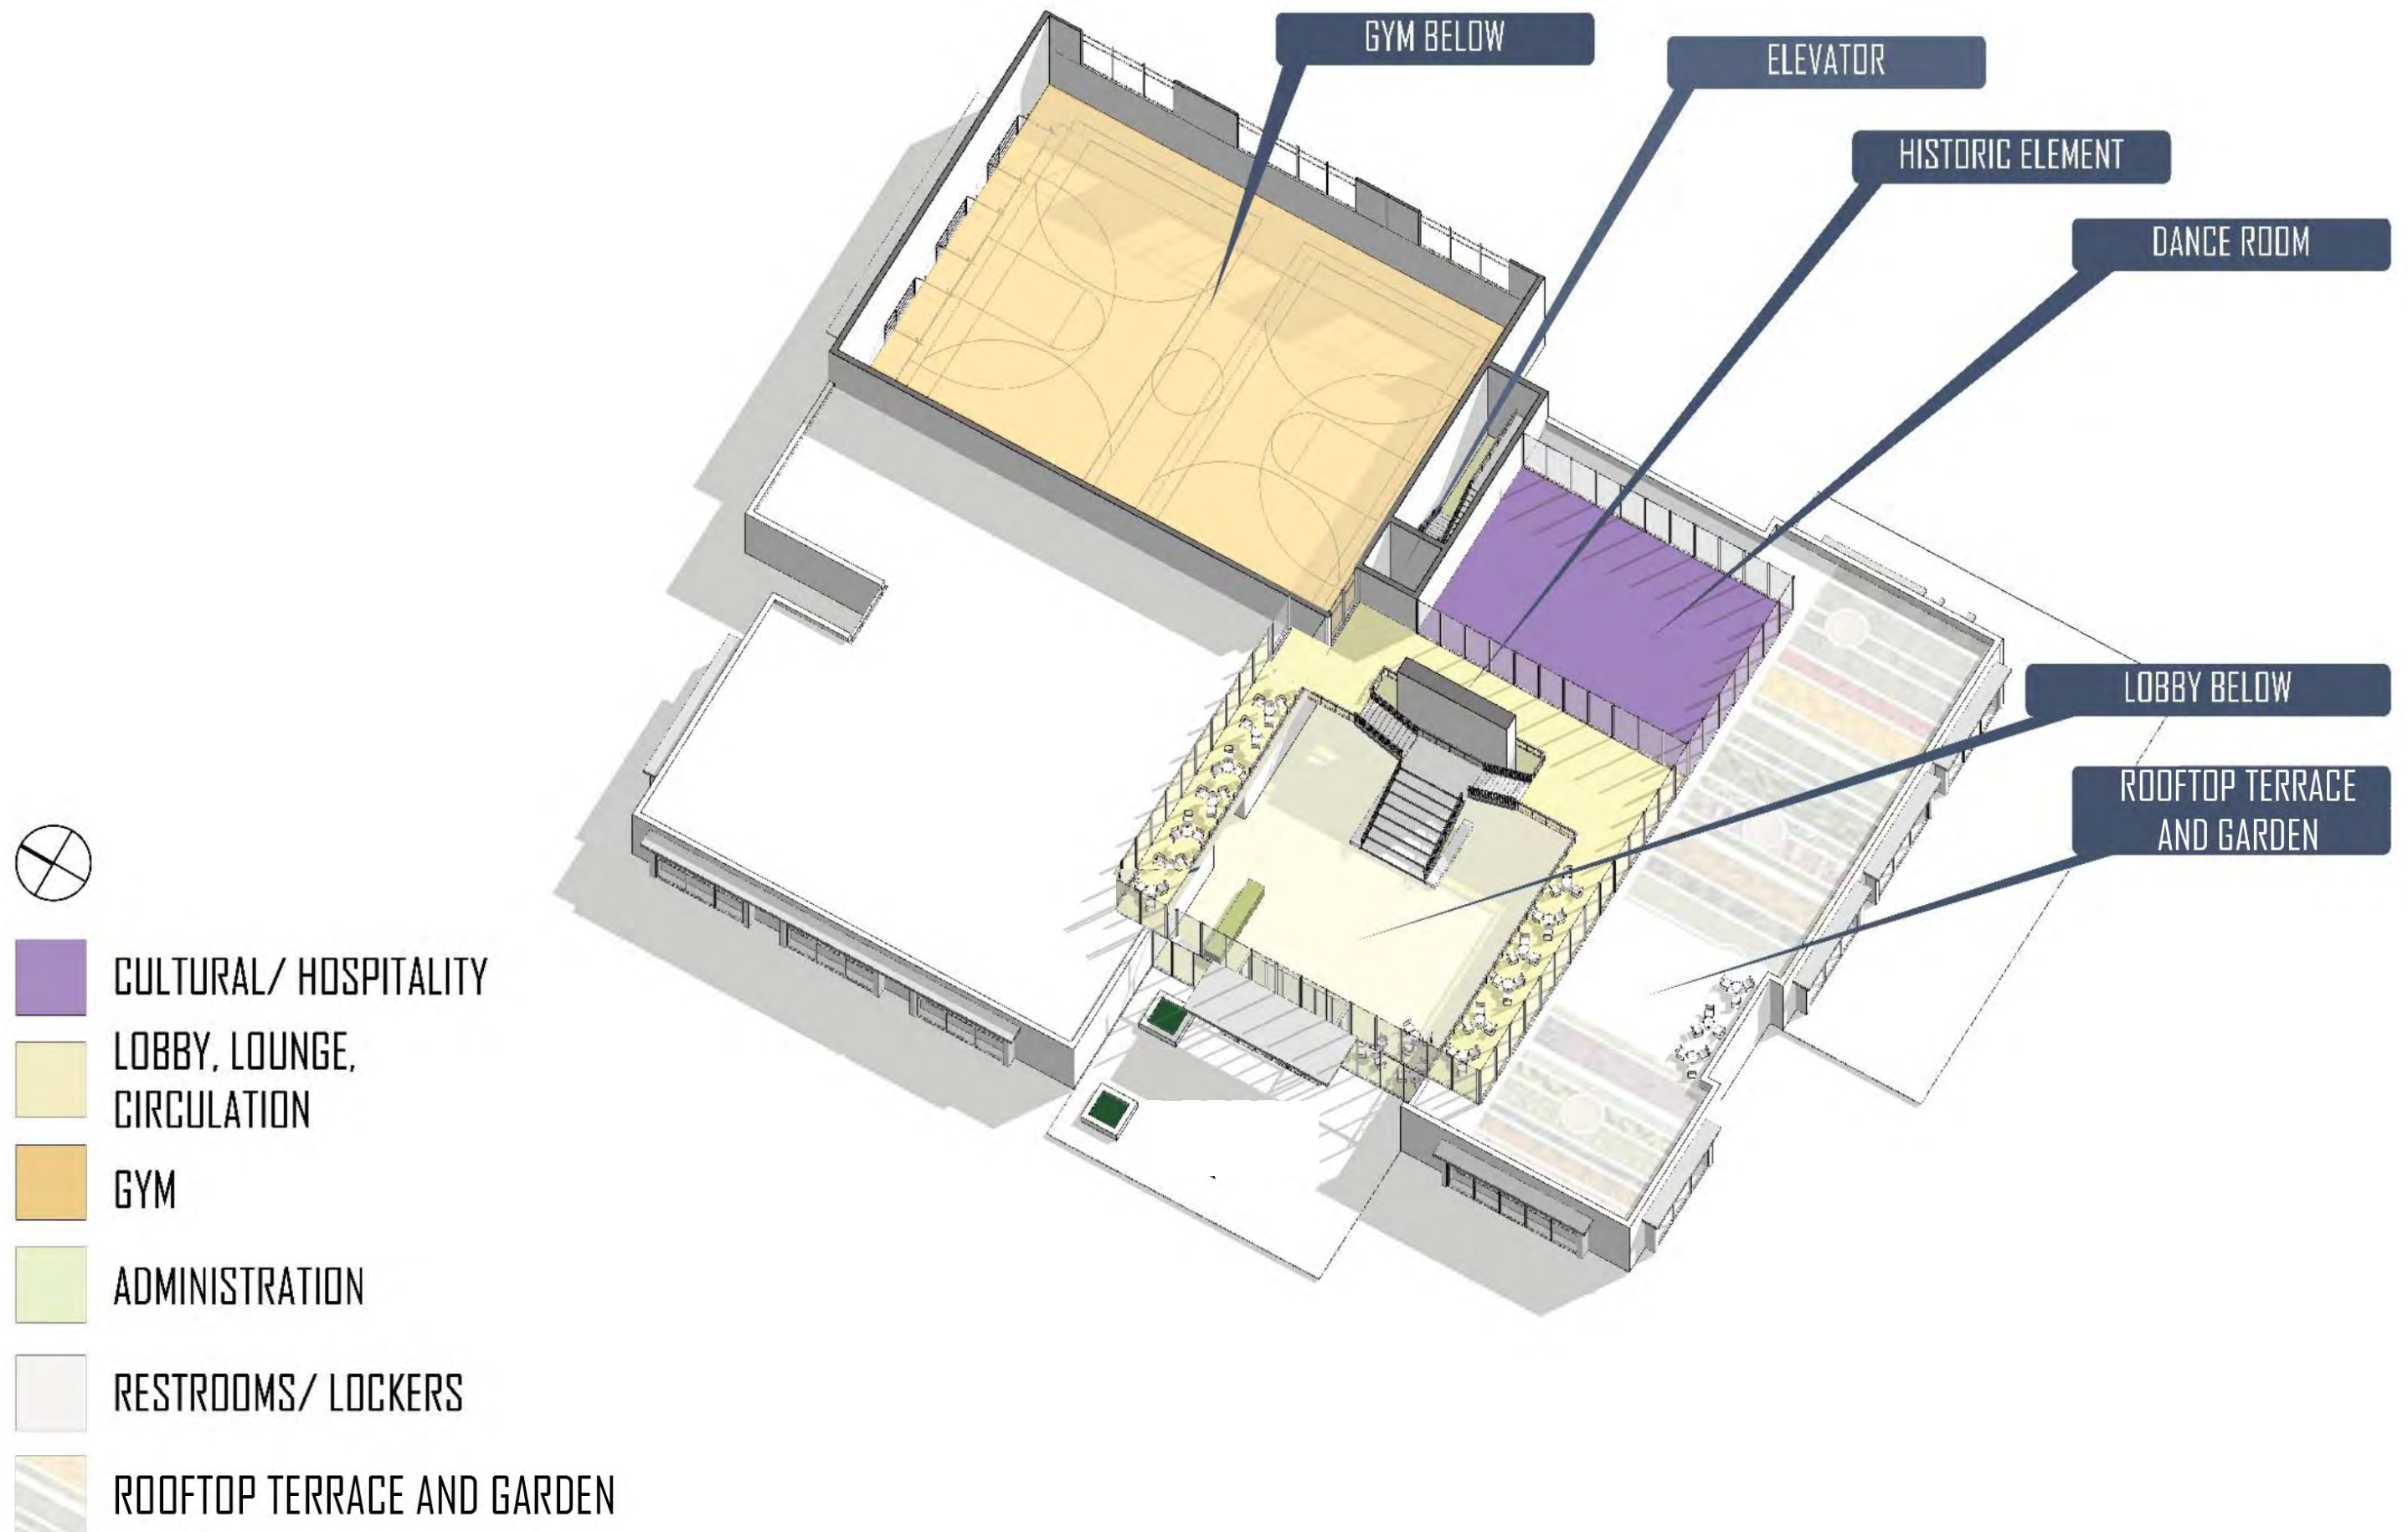 GYM BELOW
ELEVATOR
HISTORIC ELEMENT
DANCE ROOM
LOBBY BELOW
ROOFTOP TERRACE
AND GARDEN
CULTURAL/ HOSPITALITY
LOBBY, LOUNGE,
CIRCULATION
GYM
ADMINISTRATION
RESTROOMS/ LOCKERS
ROOFTOP TERRACE AND GARDEN